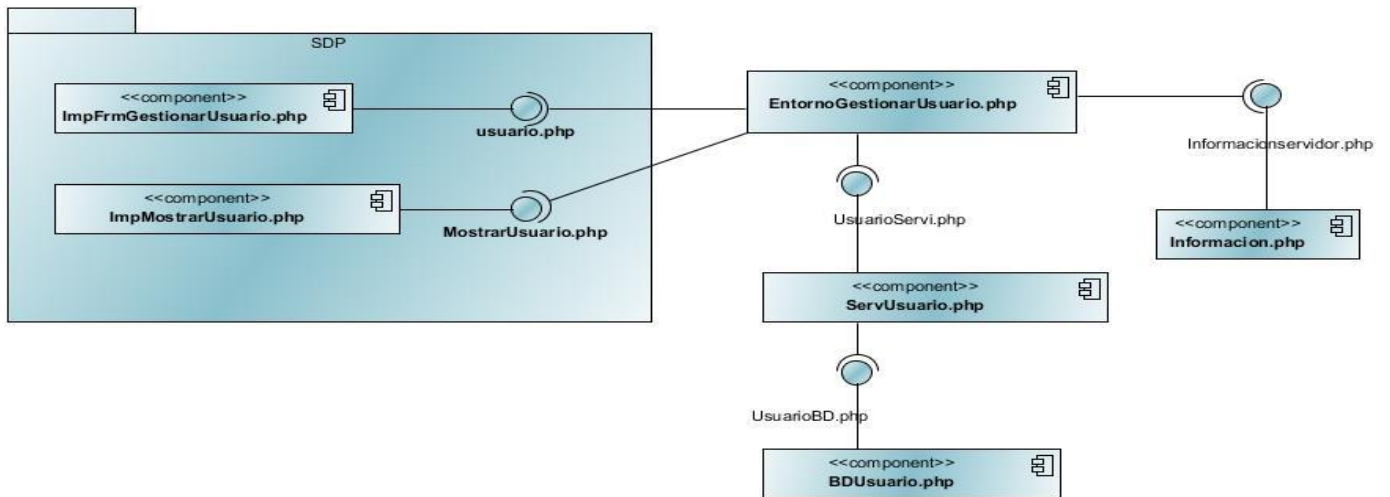 SDP
<<component>>
ImpFrmGestionarUsuario.php
usuario.php
<<component>>
EntornoGestionarUsuario.php
Informacionservidor.php
<<component>>
ImpMostrarUsuario.php
MostrarUsuario.php
UsuarioServi.php
<<component>>
Informacion.php
<<component>>
ServUsuario.php
UsuarioBD.php
<<component>>
BDUsuario.php